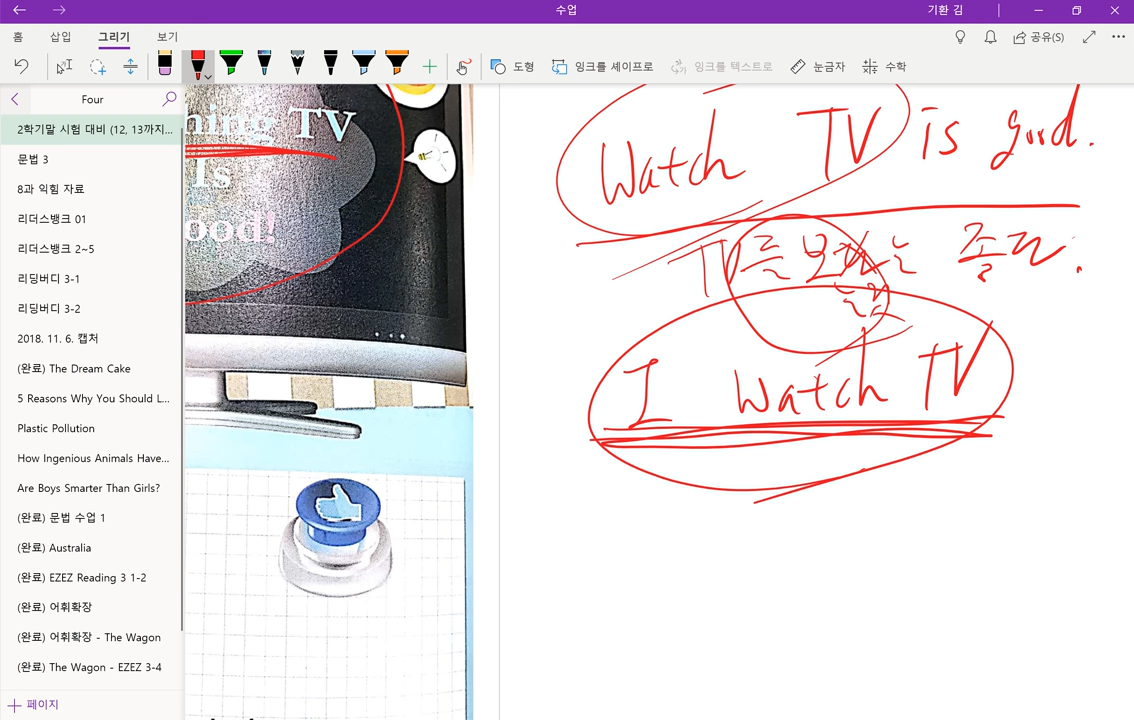 수업
기환 김
홈 삽입 그리기 보기
공유(S)
도형 잉크를 셰이프로 잉크를 텍스트로 눈금자 수학
Four
2학기말 시험 대비 (12, 13까지...
문법 3
8과 익힘 자료
리더스뱅크 01
리더스뱅크 2~5
리딩버디 3-1
리딩버디 3-2
2018. 11. 6. 캡처
(완료) The Dream Cake
5 Reasons Why You Should L...
Plastic Pollution
How Ingenious Animals Have...
Are Boys Smarter Than Girls?
(완료) 문법 수업 1
(완료) Australia
(완료) EZEZ Reading 3 1-2
(완료) 어휘확장
(완료) 어휘확장 - The Wagon
(완료) The Wagon - EZEZ 3-4
페이지
hing TV
Is
ood!
Watch TV is good.
TV를 좋다.
I Watch TV